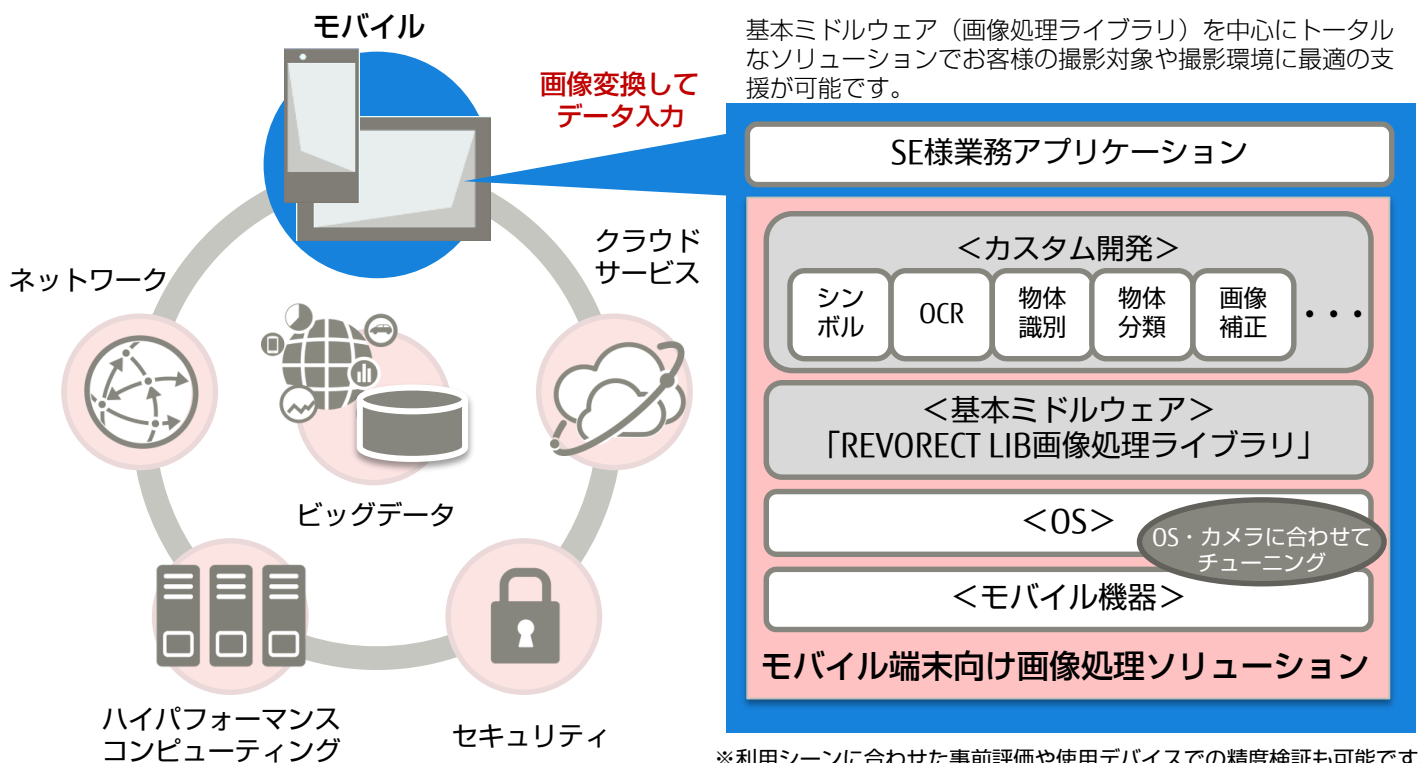 モバイル
画像変換して
データ入力
クラウド
サービス
ネットワーク
ビッグデータ
ハイパフォーマンス
コンピューティング
セキュリティ
基本ミドルウェア（画像処理ライブラリ）を中心にトータル
なソリューションでお客様の撮影対象や撮影環境に最適の支
援が可能です。
SE様業務アプリケーション
＜カスタム開発＞
シン
ボル
OCR
物体
識別
物体
分類
画像
補正
・・・
＜基本ミドルウェア＞
「REVORECT LIB画像処理ライブラリ」
＜OS＞
OS・カメラに合わせて
チューニング
＜モバイル機器＞
モバイル端末向け画像処理ソリューション
※利用シーンに合わせた事前評価や使用デバイスでの精度検証も可能です